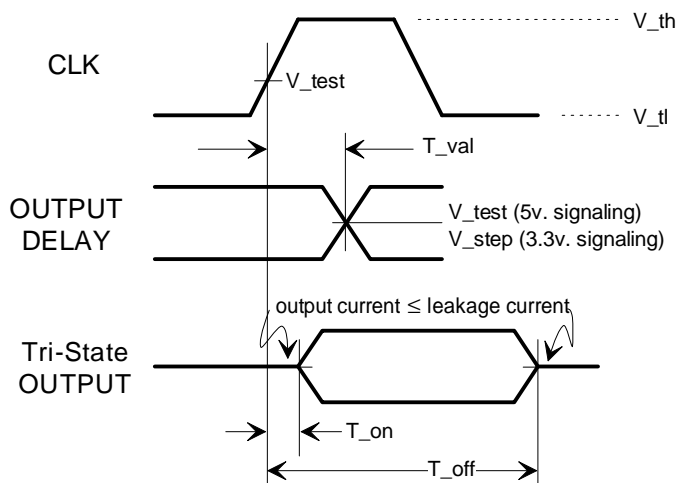 V_th
CLK
V_test
V_tl
T_val
OUTPUT
DELAY
V_test (5v. signaling)
V_step (3.3v. signaling)
output current ≤ leakage current
Tri-State
OUTPUT
T_on
T_off